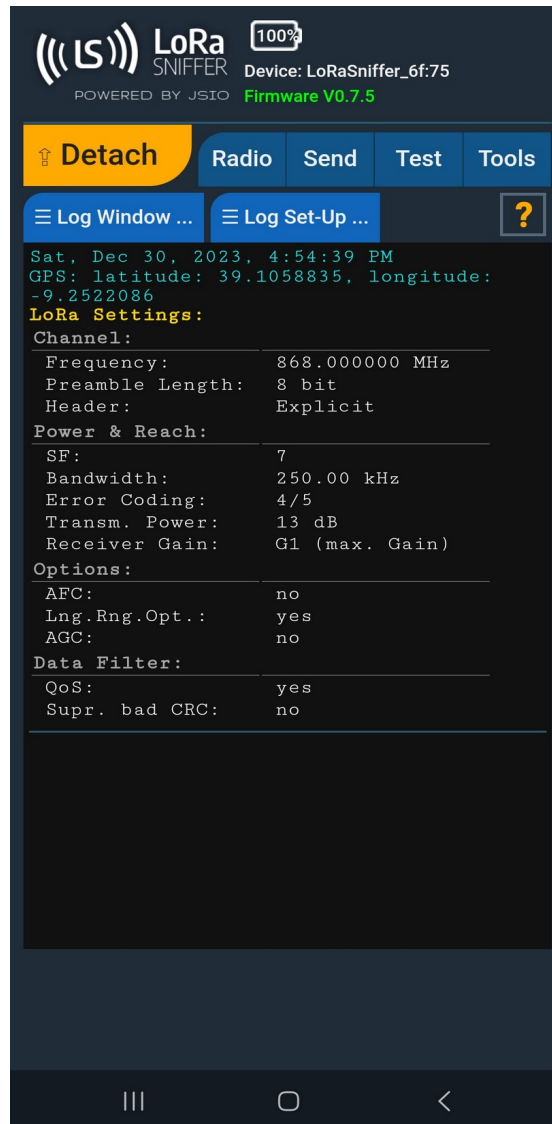 ((( LS ))) LoRa
SNIFFER
POWERED BY JSIO
100%
Device: LoRaSniffer_6f:75
Firmware V0.7.5
⇪ Detach Radio Send Test Tools
☰ Log Window ... ☰ Log Set-Up ... ?
Sat, Dec 30, 2023, 4:54:39 PM
GPS: latitude: 39.1058835, longitude:
-9.2522086
LoRa Settings:
Channel:
Frequency: 868.000000 MHz
Preamble Length: 8 bit
Header: Explicit
Power & Reach:
SF: 7
Bandwidth: 250.00 kHz
Error Coding: 4/5
Transm. Power: 13 dB
Receiver Gain: G1 (max. Gain)
Options:
AFC: no
Lng.Rng.Opt.: yes
AGC: no
Data Filter:
QoS: yes
Supr. bad CRC: no